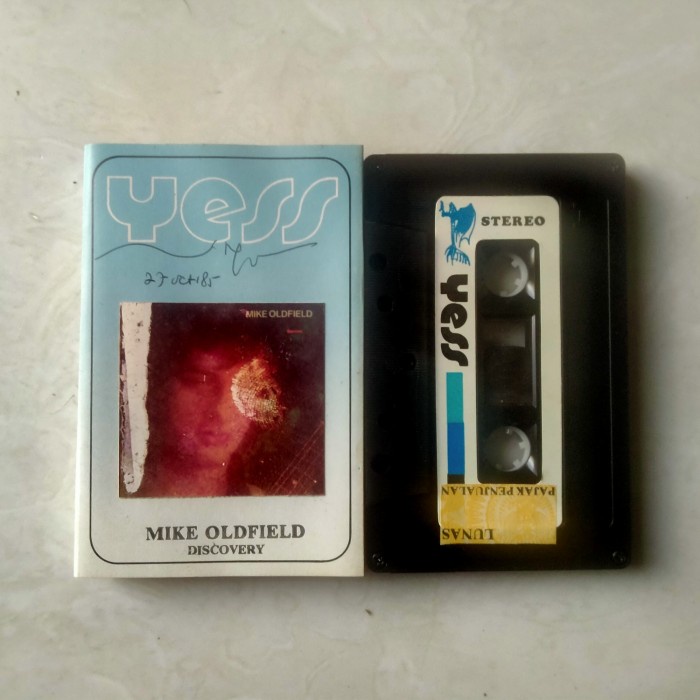 yess
27 Oct 85
MIKE OLDFIELD
MIKE OLDFIELD
DISCOVERY
STEREO
yess
LUNAS
PAJAK PENJUALAN